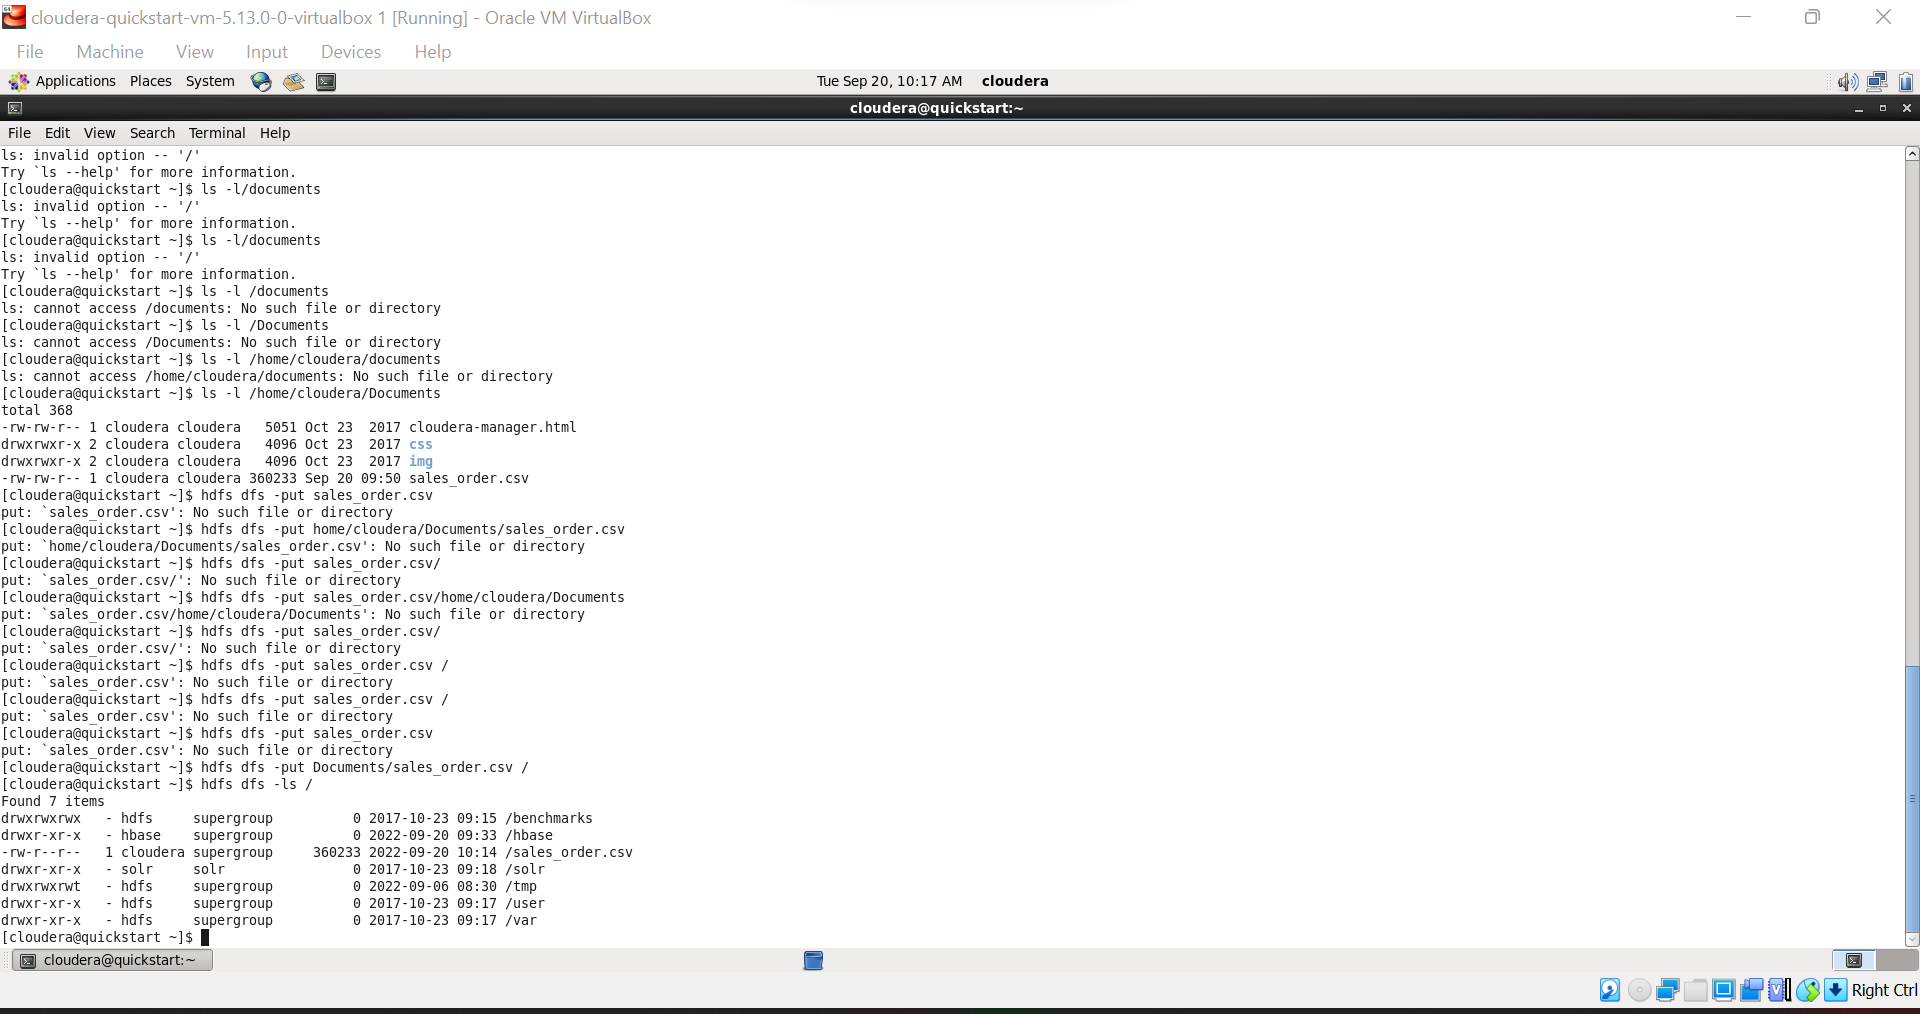 cloudera-quickstart-vm-5.13.0-0-virtualbox 1 [Running] - Oracle VM VirtualBox
File Machine View Input Devices Help
Applications Places System Tue Sep 20, 10:17 AM cloudera
cloudera@quickstart:~
File Edit View Search Terminal Help
ls: invalid option -- '/'
Try `ls --help' for more information.
[cloudera@quickstart ~]$ ls -l/documents
ls: invalid option -- '/'
Try `ls --help' for more information.
[cloudera@quickstart ~]$ ls -l/documents
ls: invalid option -- '/'
Try `ls --help' for more information.
[cloudera@quickstart ~]$ ls -l /documents
ls: cannot access /documents: No such file or directory
[cloudera@quickstart ~]$ ls -l /Documents
ls: cannot access /Documents: No such file or directory
[cloudera@quickstart ~]$ ls -l /home/cloudera/documents
ls: cannot access /home/cloudera/documents: No such file or directory
[cloudera@quickstart ~]$ ls -l /home/cloudera/Documents
total 368
-rw-rw-r-- 1 cloudera cloudera   5051 Oct 23  2017 cloudera-manager.html
drwxrwxr-x 2 cloudera cloudera   4096 Oct 23  2017 css
drwxrwxr-x 2 cloudera cloudera   4096 Oct 23  2017 img
-rw-rw-r-- 1 cloudera cloudera 360233 Sep 20 09:50 sales_order.csv
[cloudera@quickstart ~]$ hdfs dfs -put sales_order.csv
put: `sales_order.csv': No such file or directory
[cloudera@quickstart ~]$ hdfs dfs -put home/cloudera/Documents/sales_order.csv
put: `home/cloudera/Documents/sales_order.csv': No such file or directory
[cloudera@quickstart ~]$ hdfs dfs -put sales_order.csv/
put: `sales_order.csv/': No such file or directory
[cloudera@quickstart ~]$ hdfs dfs -put sales_order.csv/home/cloudera/Documents
put: `sales_order.csv/home/cloudera/Documents': No such file or directory
[cloudera@quickstart ~]$ hdfs dfs -put sales_order.csv/
put: `sales_order.csv/': No such file or directory
[cloudera@quickstart ~]$ hdfs dfs -put sales_order.csv /
put: `sales_order.csv': No such file or directory
[cloudera@quickstart ~]$ hdfs dfs -put sales_order.csv /
put: `sales_order.csv': No such file or directory
[cloudera@quickstart ~]$ hdfs dfs -put sales_order.csv
put: `sales_order.csv': No such file or directory
[cloudera@quickstart ~]$ hdfs dfs -put Documents/sales_order.csv /
[cloudera@quickstart ~]$ hdfs dfs -ls /
Found 7 items
drwxrwxrwx   - hdfs     supergroup          0 2017-10-23 09:15 /benchmarks
drwxr-xr-x   - hbase    supergroup          0 2022-09-20 09:33 /hbase
-rw-r--r--   1 cloudera supergroup     360233 2022-09-20 10:14 /sales_order.csv
drwxr-xr-x   - solr     solr                0 2017-10-23 09:18 /solr
drwxrwxrwt   - hdfs     supergroup          0 2022-09-06 08:30 /tmp
drwxr-xr-x   - hdfs     supergroup          0 2017-10-23 09:17 /user
drwxr-xr-x   - hdfs     supergroup          0 2017-10-23 09:17 /var
[cloudera@quickstart ~]$
cloudera@quickstart:~
Right Ctrl